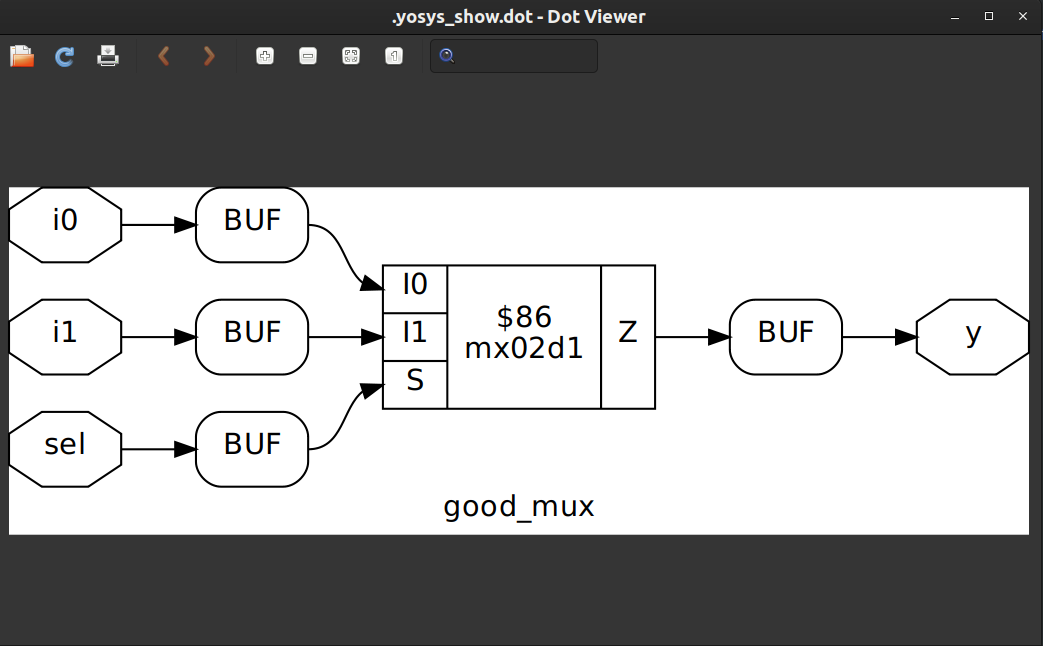 .yosys_show.dot - Dot Viewer
i0
BUF
i1
BUF
sel
BUF
I0
I1
S
$86
mx02d1
Z
BUF
y
good_mux